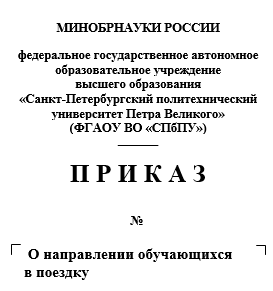 МИНОБРНАУКИ РОССИИ
федеральное государственное автономное
образовательное учреждение
высшего образования
«Санкт-Петербургский политехнический
университет Петра Великого»
(ФГАОУ ВО «СПбПУ»)
П Р И К А З
№
О направлении обучающихся
в поездку